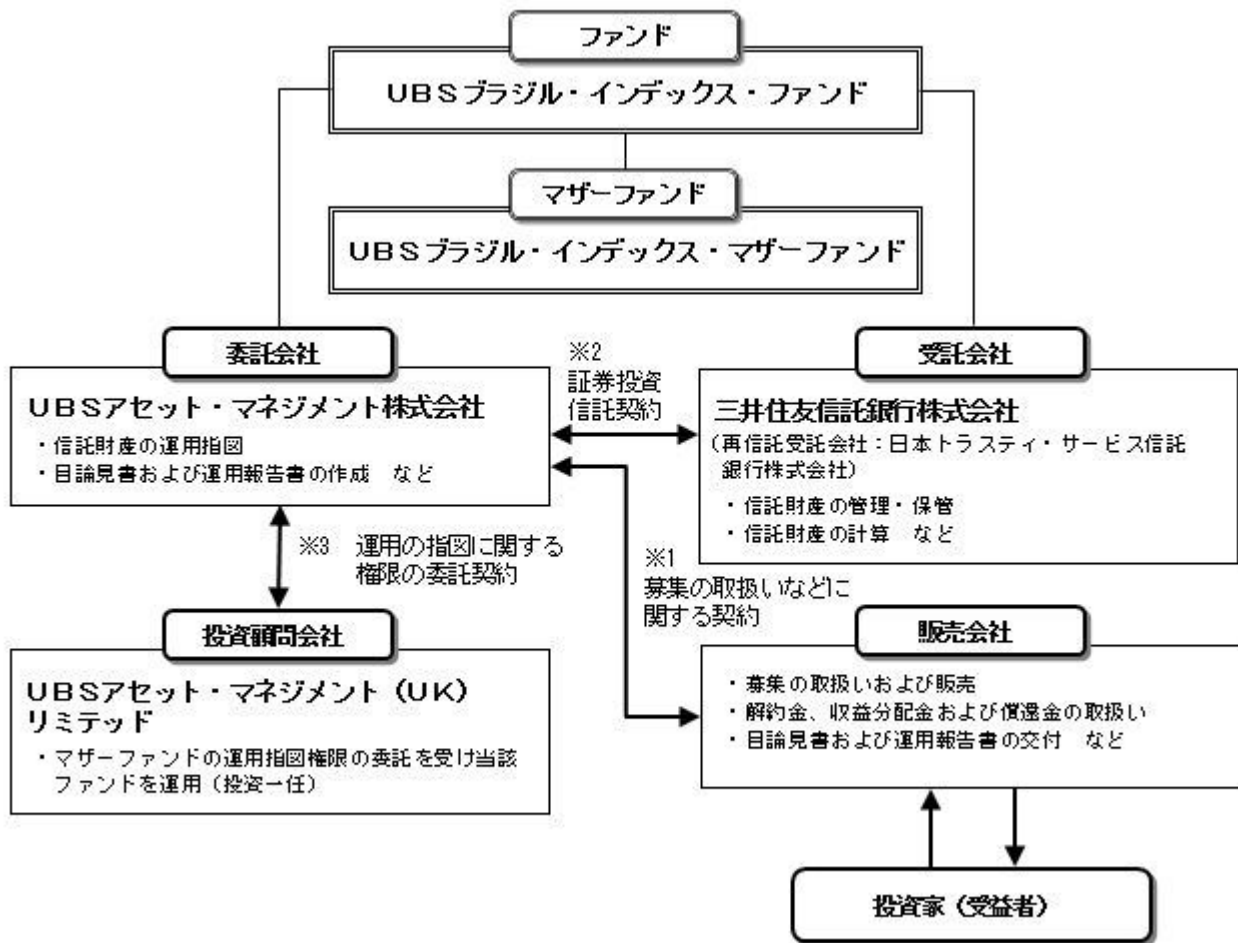 ファンド
UBSブラジル・インデックス・ファンド
マザーファンド
UBSブラジル・インデックス・マザーファンド
委託会社
UBSアセット・マネジメント株式会社
・信託財産の運用指図
・目論見書および運用報告書の作成　など
※2
証券投資
信託契約
受託会社
三井住友信託銀行株式会社
（再信託受託会社：日本トラスティ・サービス信託
銀行株式会社）
・信託財産の管理・保管
・信託財産の計算　など
※3　運用の指図に関する
権限の委託契約
※1
募集の取扱いなどに
関する契約
投資顧問会社
UBSアセット・マネジメント（UK）
リミテッド
・マザーファンドの運用指図権限の委託を受け当該
ファンドを運用（投資一任）
販売会社
・募集の取扱いおよび販売
・解約金、収益分配金および償還金の取扱い
・目論見書および運用報告書の交付　など
投資家（受益者）